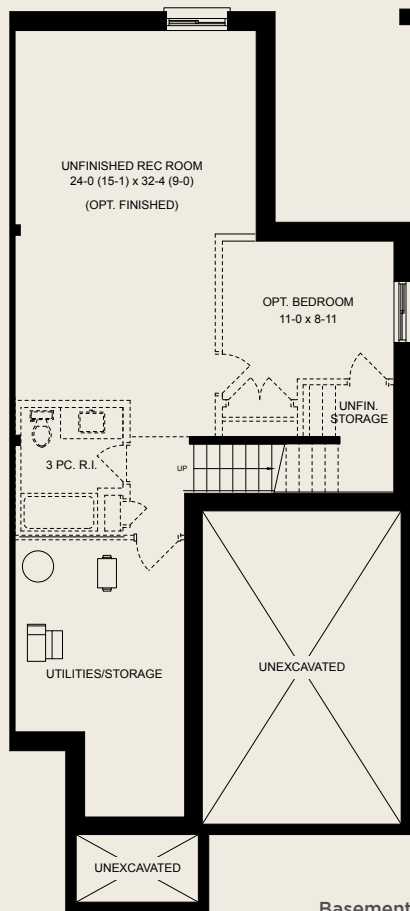 UNFINISHED REC ROOM
24-0 (15-1) x 32-4 (9-0)
(OPT. FINISHED)
OPT. BEDROOM
11-0 x 8-11
UNFIN.
STORAGE
3 PC. R.I.
UP
UTILITIES/STORAGE
UNEXCAVATED
UNEXCAVATED
Basement